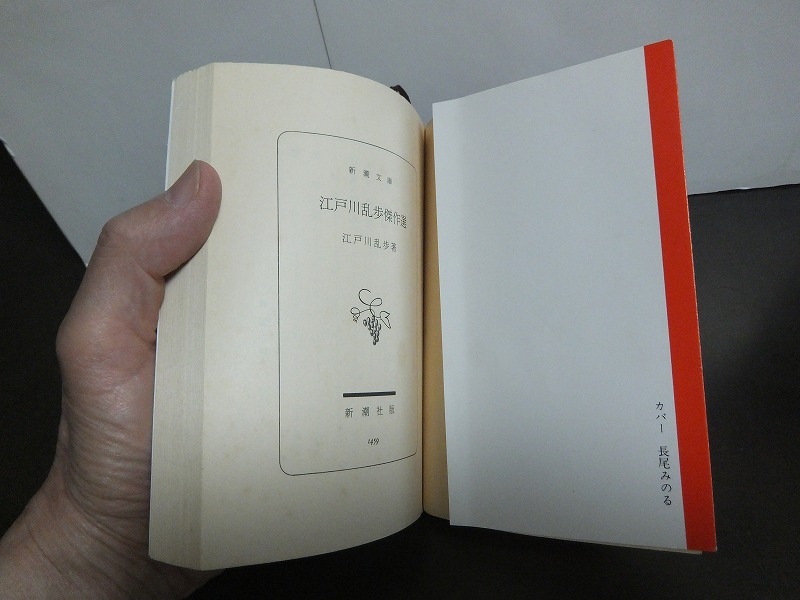 新潮文庫
江戸川乱歩傑作選
江戸川乱歩著
新潮社版
1459
カバー 長尾みのる